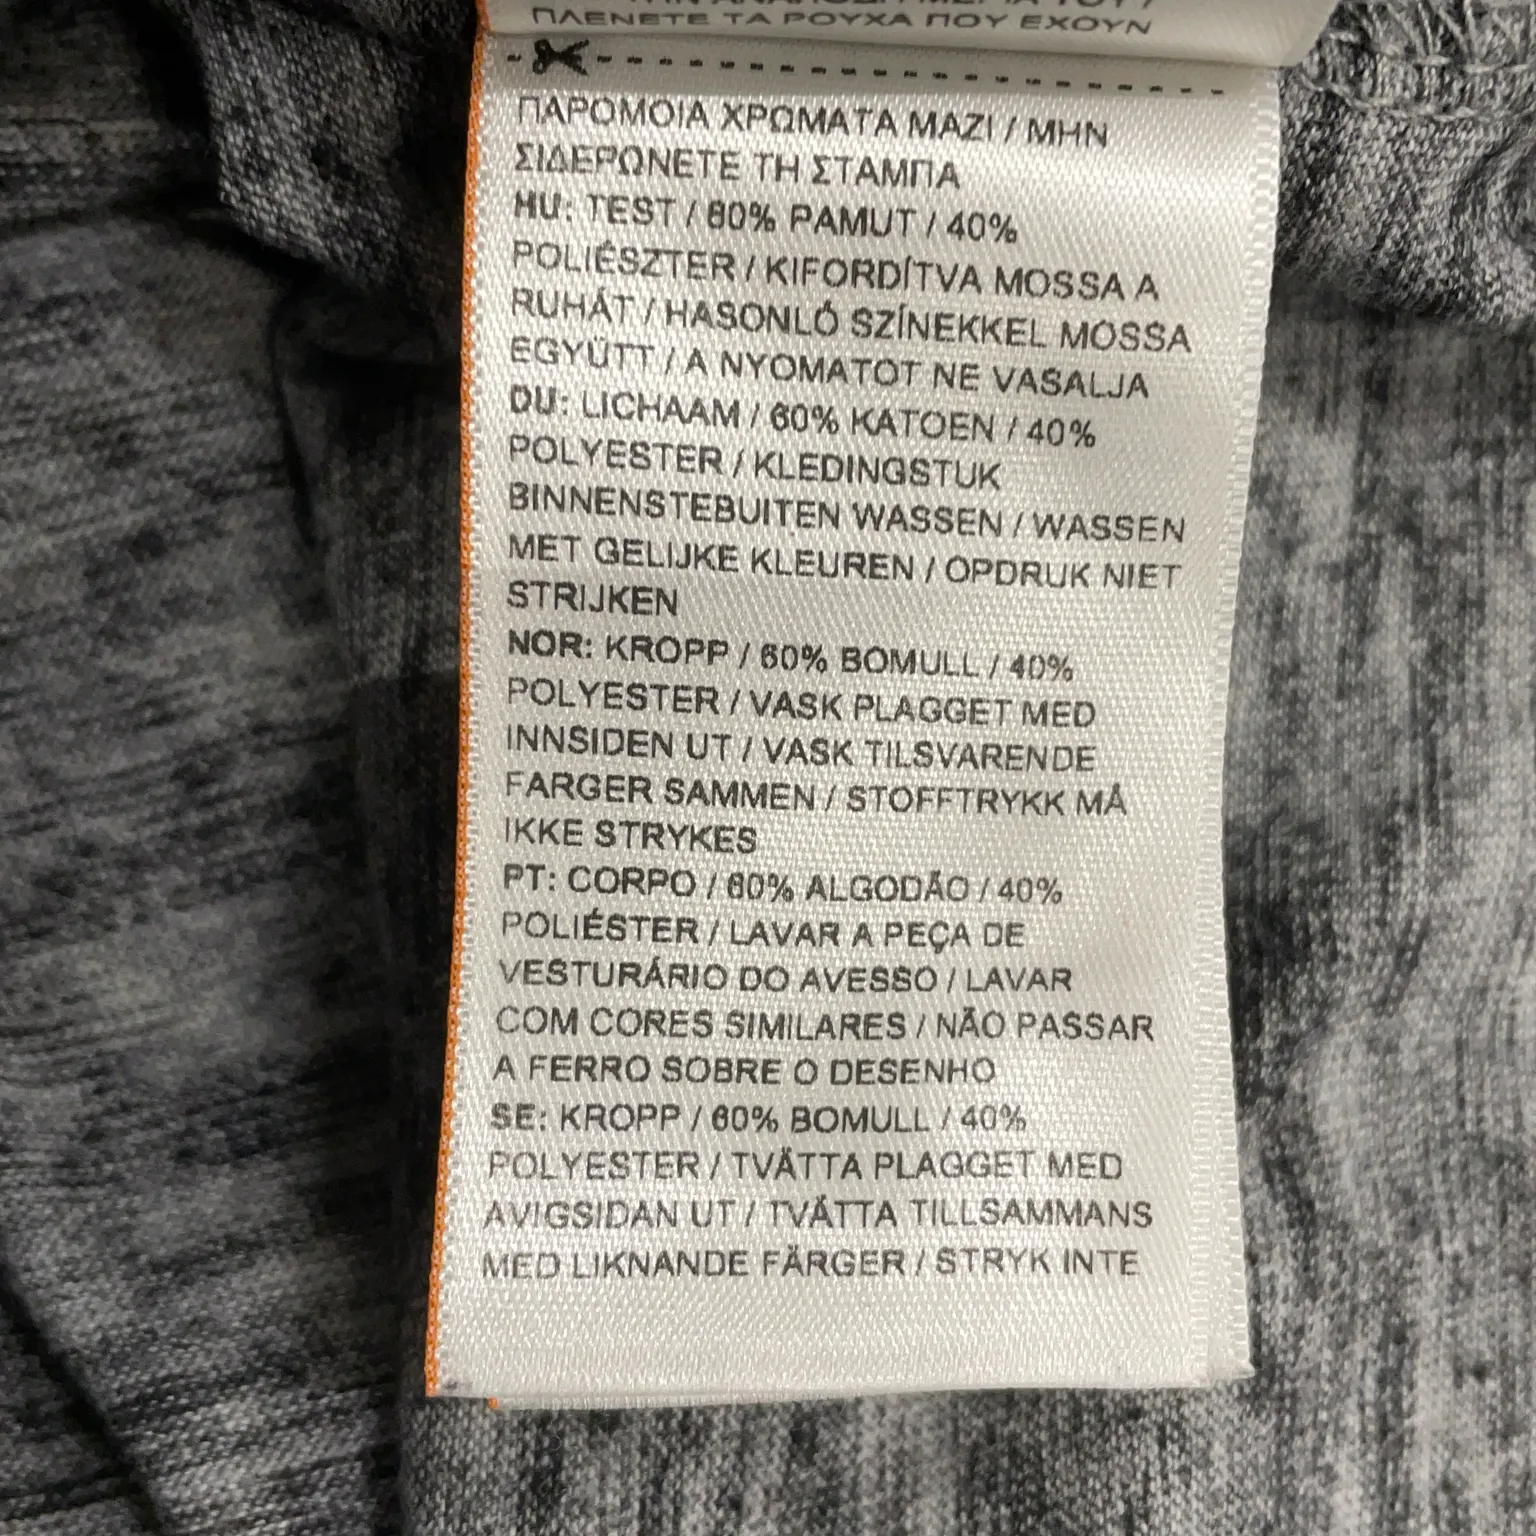 ΠΛΕΝΕΤΕ ΤΑ ΡΟΥΧΑ ΠΟΥ ΕΧΟΥΝ
ΠΑΡΟΜΟΙΑ ΧΡΩΜΑΤΑ ΜΑΖΙ / ΜΗΝ
ΣΙΔΕΡΩΝΕΤΕ ΤΗ ΣΤΑΜΠΑ
HU: TEST / 60% PAMUT / 40%
POLIÉSZTER / KIFORDÍTVA MOSSA A
RUHÁT / HASONLÓ SZÍNEKKEL MOSSA
EGYÜTT / A NYOMATOT NE VASALJA
DU: LICHAAM / 60% KATOEN / 40%
POLYESTER / KLEDINGSTUK
BINNENSTEBUITEN WASSEN / WASSEN
MET GELIJKE KLEUREN / OPDRUK NIET
STRIJKEN
NOR: KROPP / 60% BOMULL / 40%
POLYESTER / VASK PLAGGET MED
INNSIDEN UT / VASK TILSVARENDE
FARGER SAMMEN / STOFFTRYKK MÅ
IKKE STRYKES
PT: CORPO / 60% ALGODÃO / 40%
POLIÉSTER / LAVAR A PEÇA DE
VESTURÁRIO DO AVESSO / LAVAR
COM CORES SIMILARES / NÃO PASSAR
A FERRO SOBRE O DESENHO
SE: KROPP / 60% BOMULL / 40%
POLYESTER / TVÄTTA PLAGGET MED
AVIGSIDAN UT / TVÄTTA TILLSAMMANS
MED LIKNANDE FÄRGER / STRYK INTE